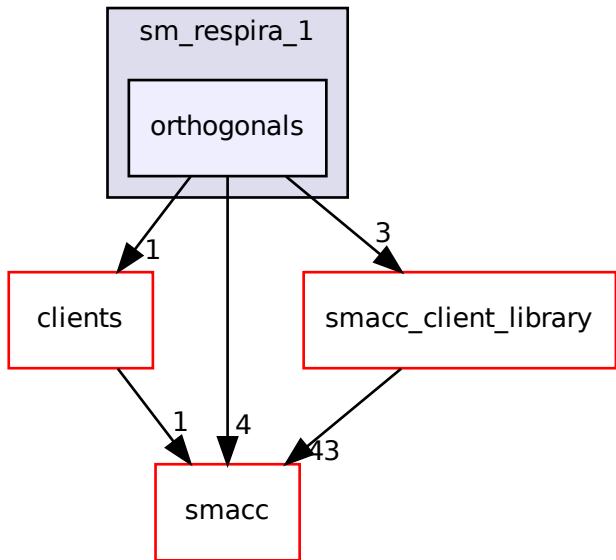 sm_respira_1
orthogonals
1
3
clients
smacc_client_library
1
4
43
smacc